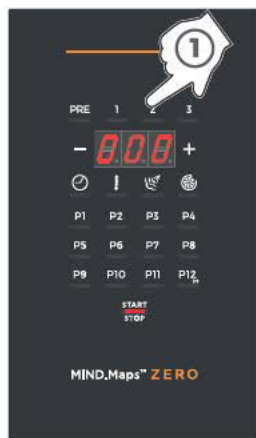 1
PRE 1 2 3
- 0.0.0. +
P1 P2 P3 P4
P5 P6 P7 P8
P9 P10 P11 P12
START
STOP
MIND.Maps™ ZERO